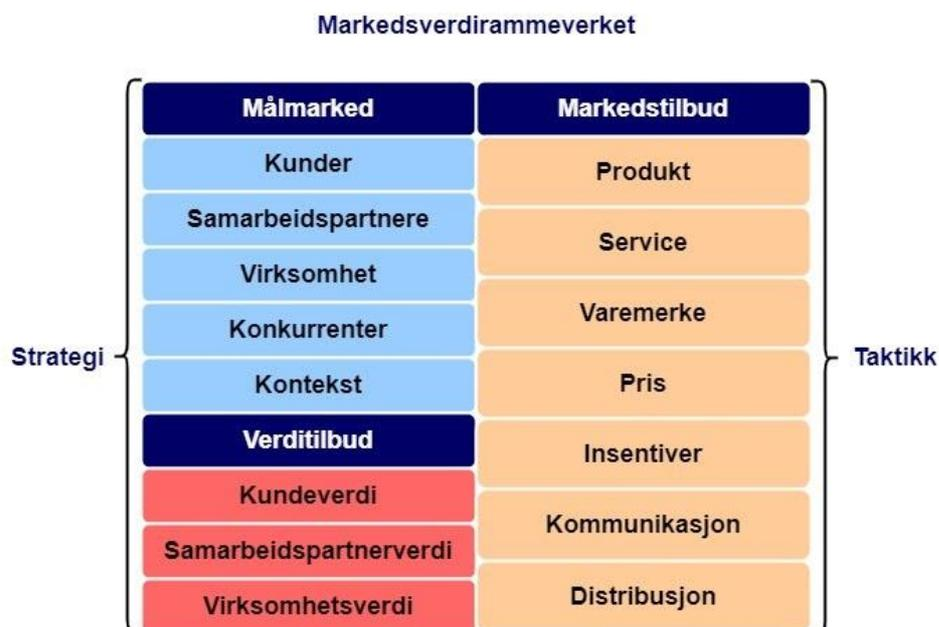 Markedsverdirammeverket
Strategi
Målmarked
Kunder
Samarbeidspartnere
Virksomhet
Konkurrenter
Kontekst
Verditilbud
Kundeverdi
Samarbeidspartnerverdi
Virksomhetsverdi
Markedstilbud
Produkt
Service
Varemerke
Pris
Insentiver
Kommunikasjon
Distribusjon
Taktikk